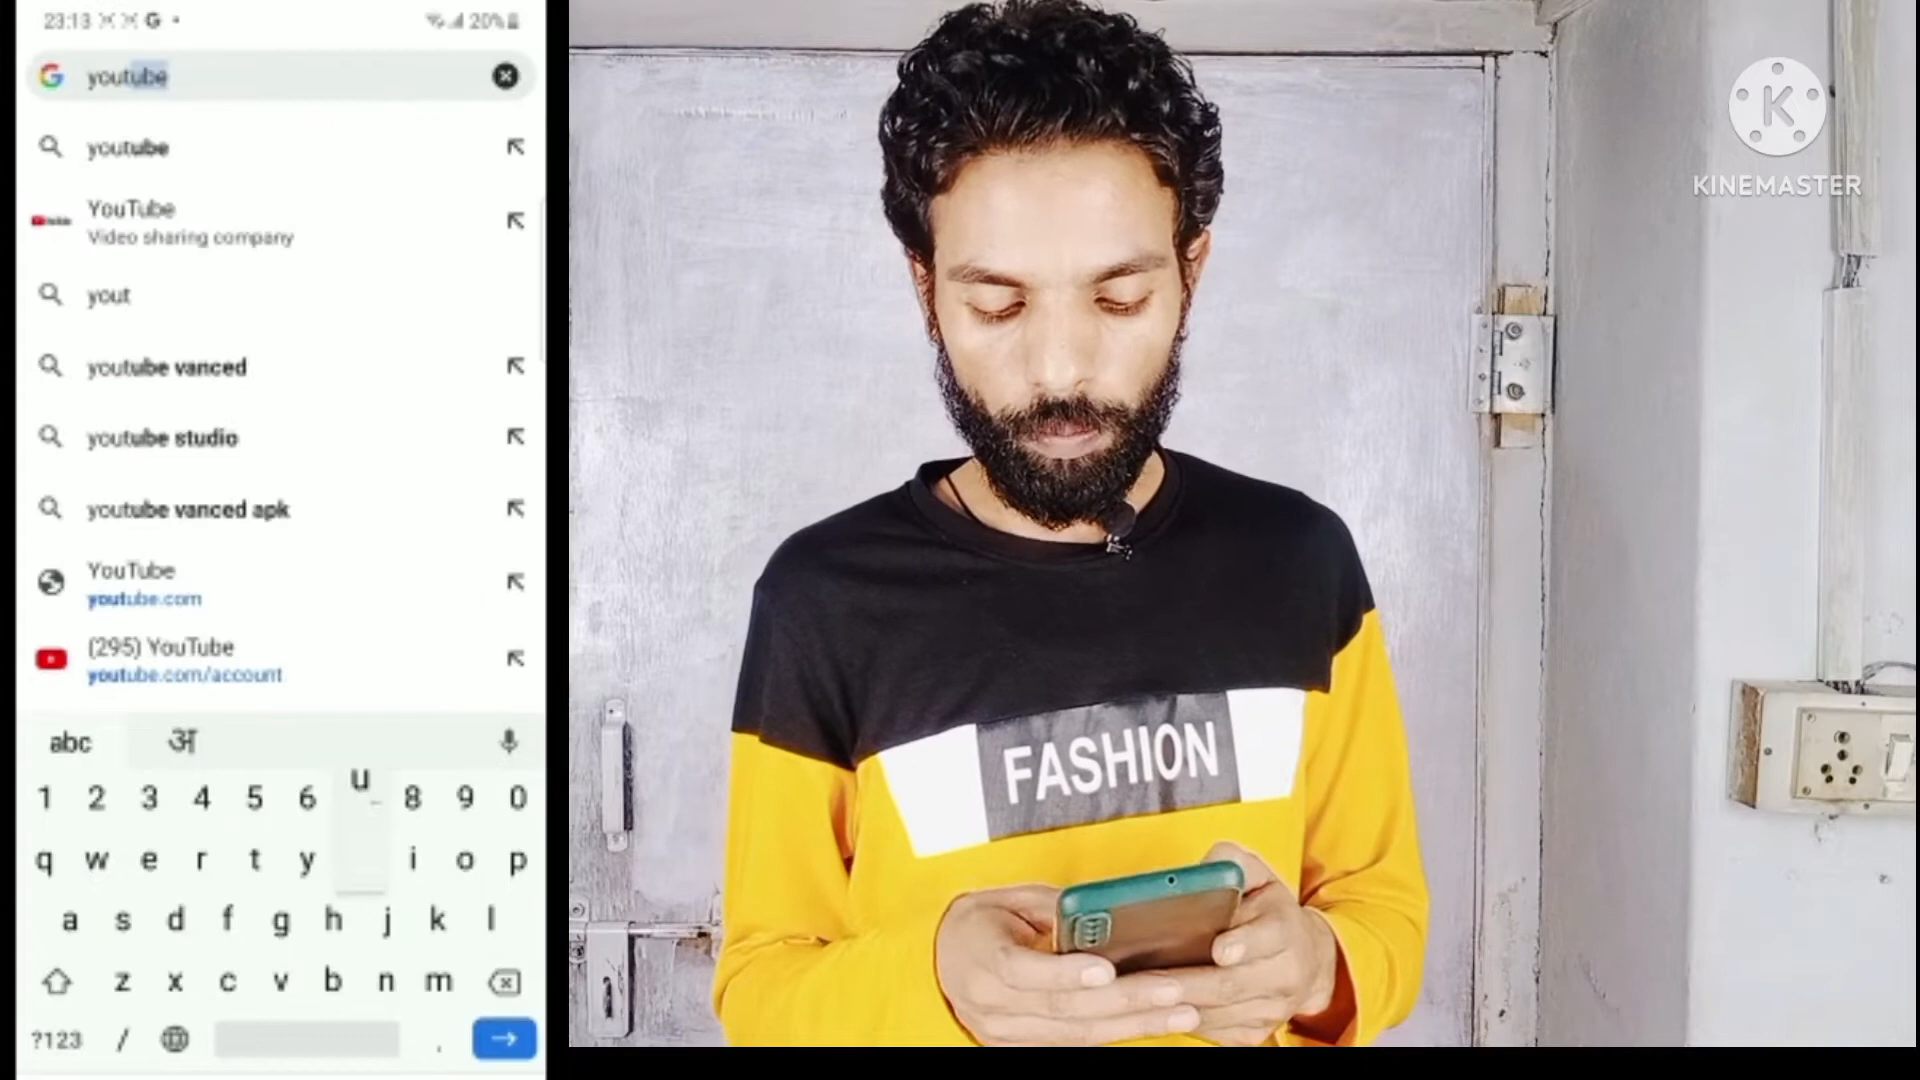 23:13
G
20%
youtube
youtube
YouTube
Video sharing company
yout
youtube vanced
youtube studio
youtube vanced apk
YouTube
youtube.com
(295) YouTube
youtube.com/account
abc अ
1 2 3 4 5 6 u 8 9 0
q w e r t y i o p
a s d f g h j k l
z x c v b n m
?123 / .
FASHION
K
KINEMASTER